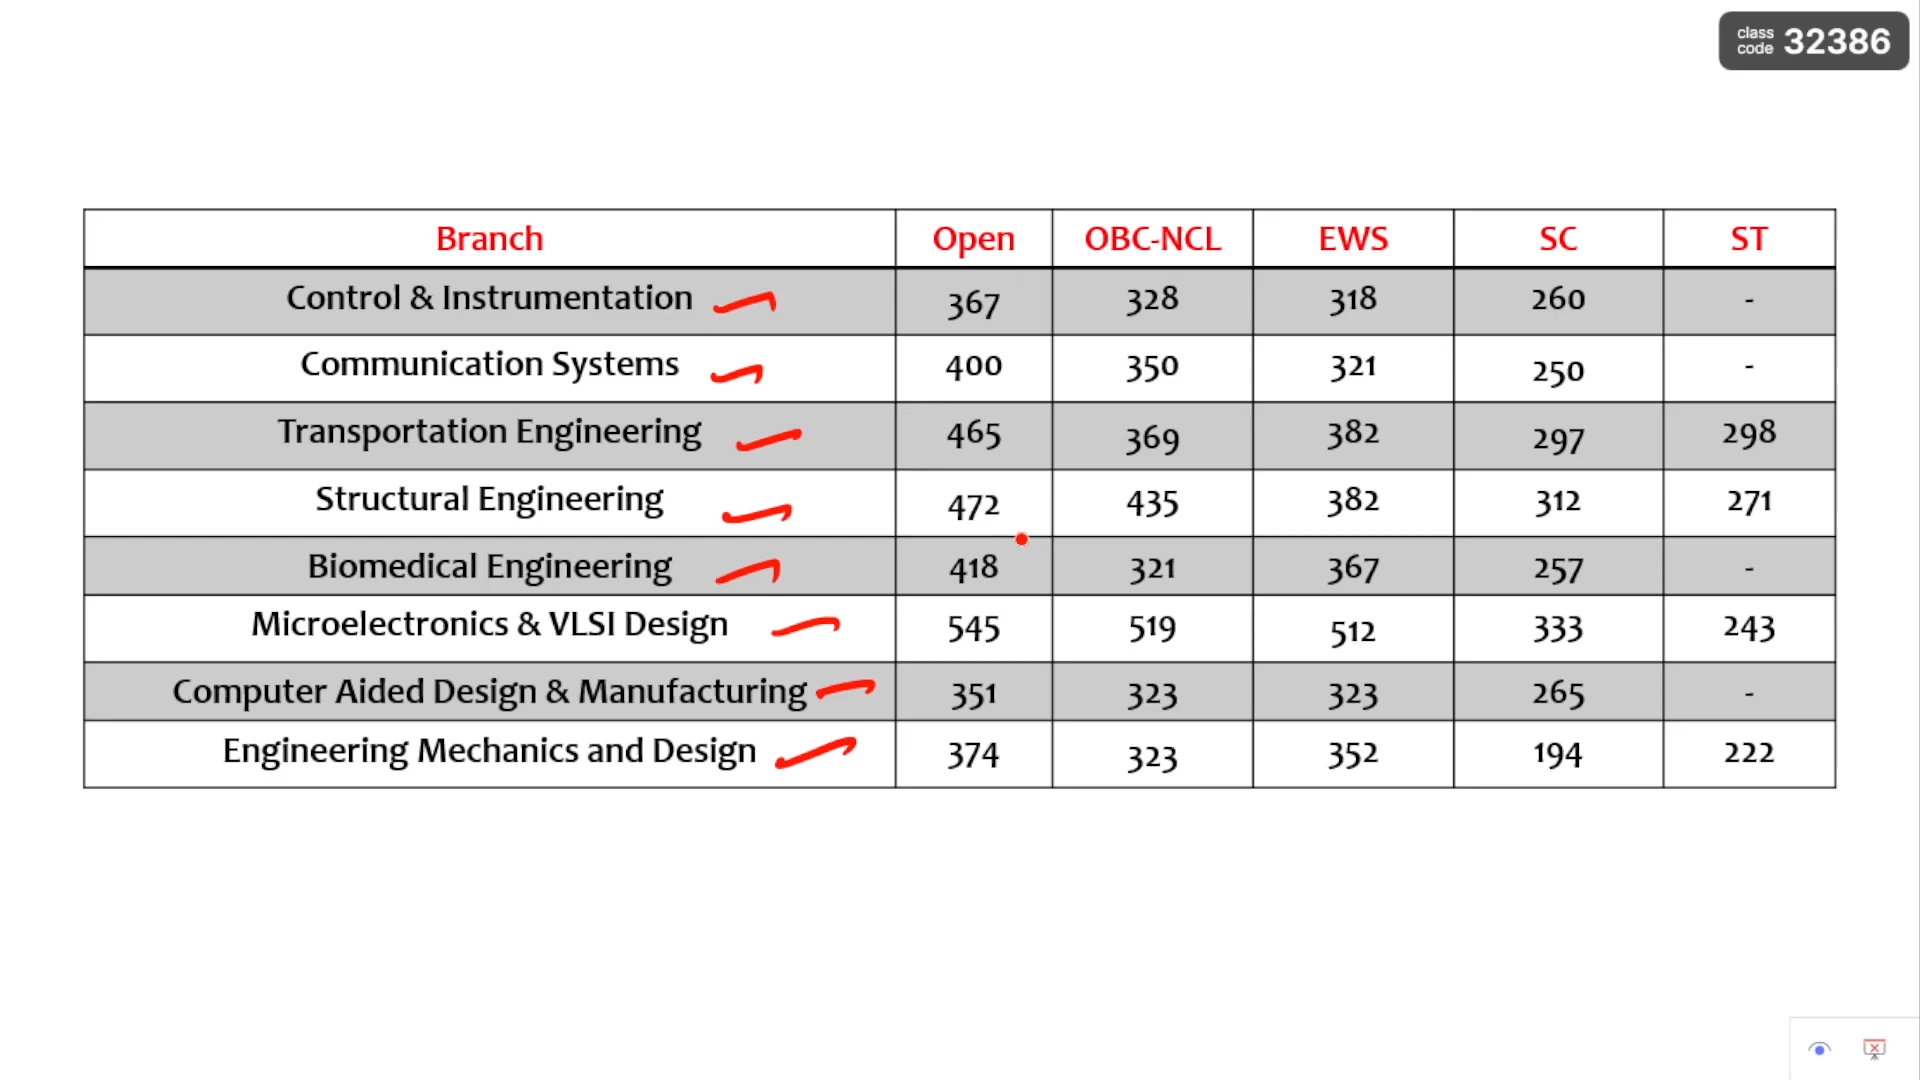 class code 32386
Branch Open OBC-NCL EWS SC ST
Control & Instrumentation 367 328 318 260 -
Communication Systems 400 350 321 250 -
Transportation Engineering 465 369 382 297 298
Structural Engineering 472 435 382 312 271
Biomedical Engineering 418 321 367 257 -
Microelectronics & VLSI Design 545 519 512 333 243
Computer Aided Design & Manufacturing 351 323 323 265 -
Engineering Mechanics and Design 374 323 352 194 222